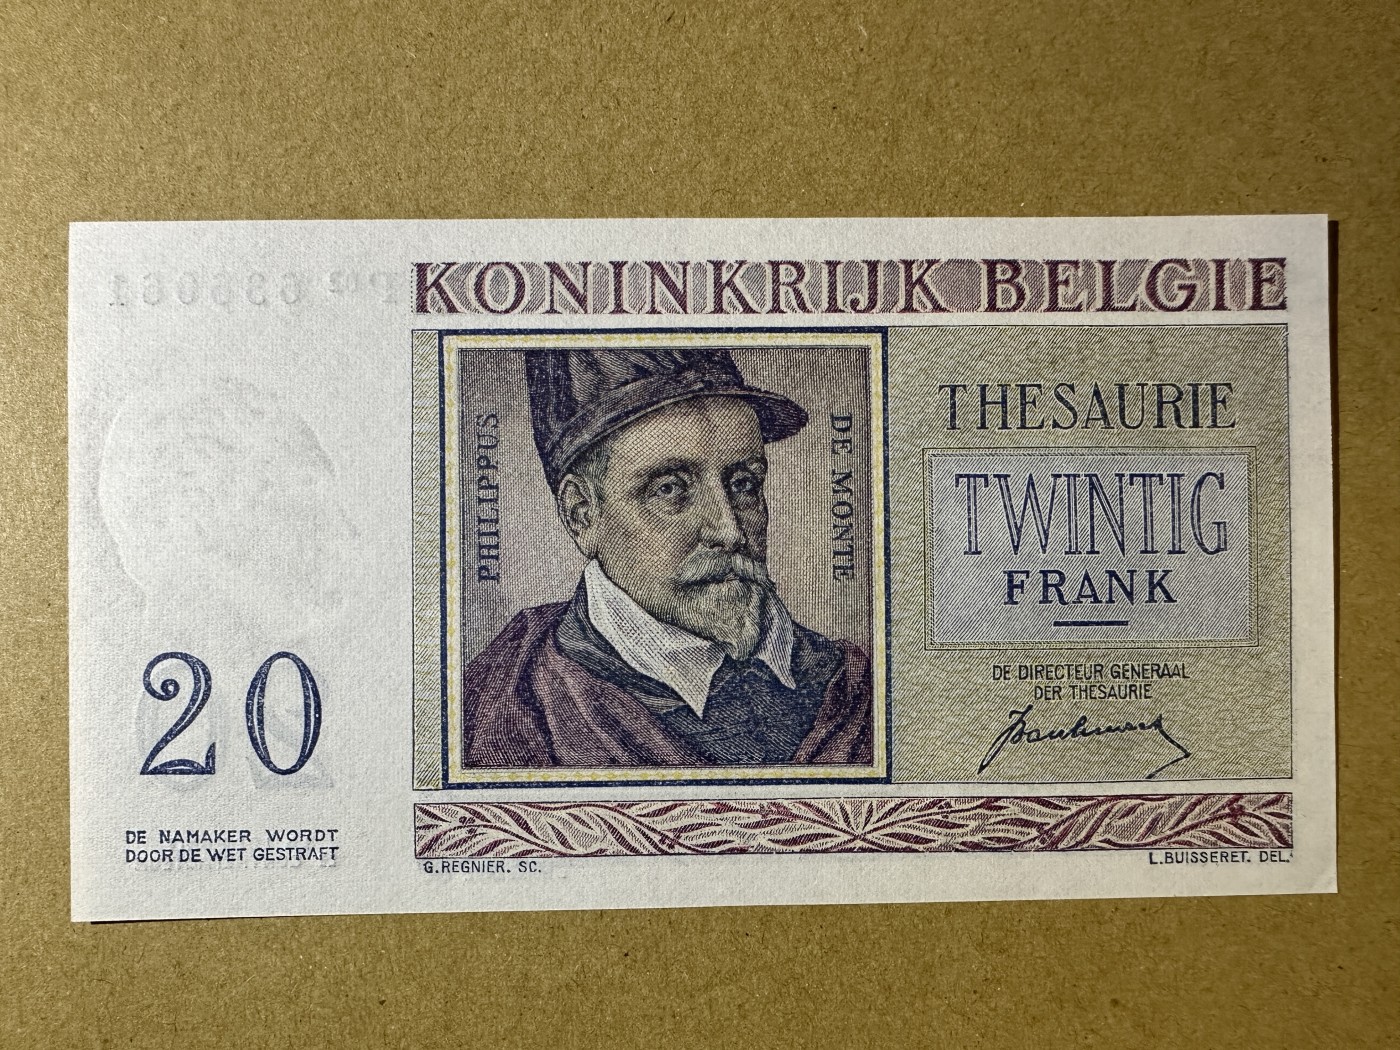 KONINKRIJK BELGIE
PHILIPPUS
DE MONTE
THESAURIE
TWINTIG
FRANK
DE DIRECTEUR GENERAAL
DER THESAURIE
20
DE NAMAKER WORDT
DOOR DE WET GESTRAFT
G.REGNIER. SC.
L.BUISSERET. DEL.